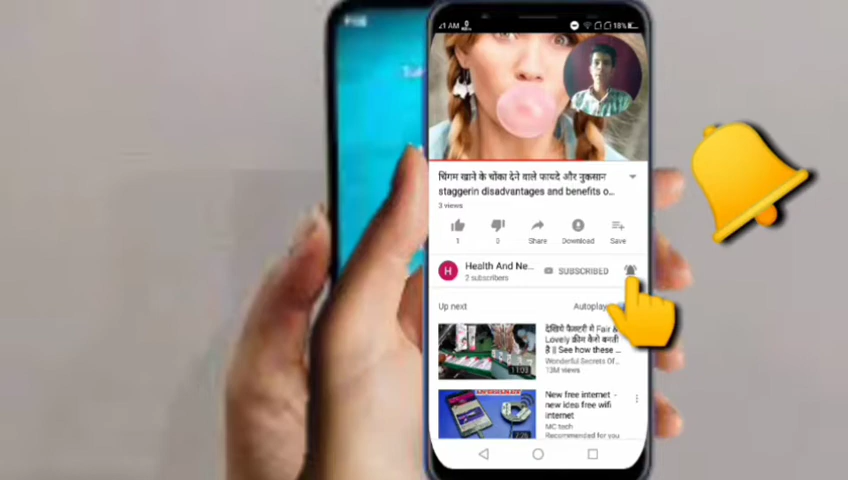 18%
चिंगम खाने के चोंका देने वाले फायदे और नुकसान
staggerin disadvantages and benefits o...
3 views
1
0
Share
Download
Save
H
Health And Ne...
SUBSCRIBED
2 subscribers
Up next
Autoplay
देखिये फैक्टरी में Fair &
Lovely क्रीम कैसे बनती
है || See how these ...
Wonderful Secrets Of...
13M views
11:03
New free internet -
new idea free wifi
internet
MC tech
Recommended for you